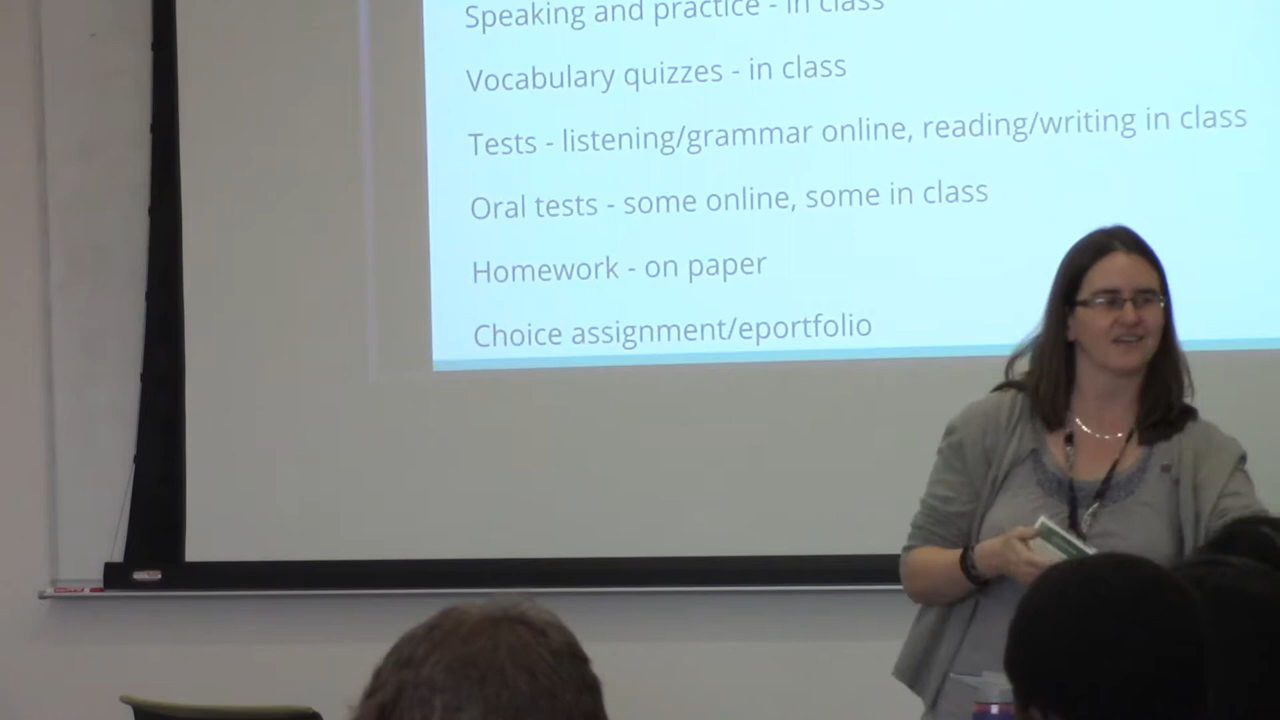 Speaking and practice - in class
Vocabulary quizzes - in class
Tests - listening/grammar online, reading/writing in class
Oral tests - some online, some in class
Homework - on paper
Choice assignment/eportfolio